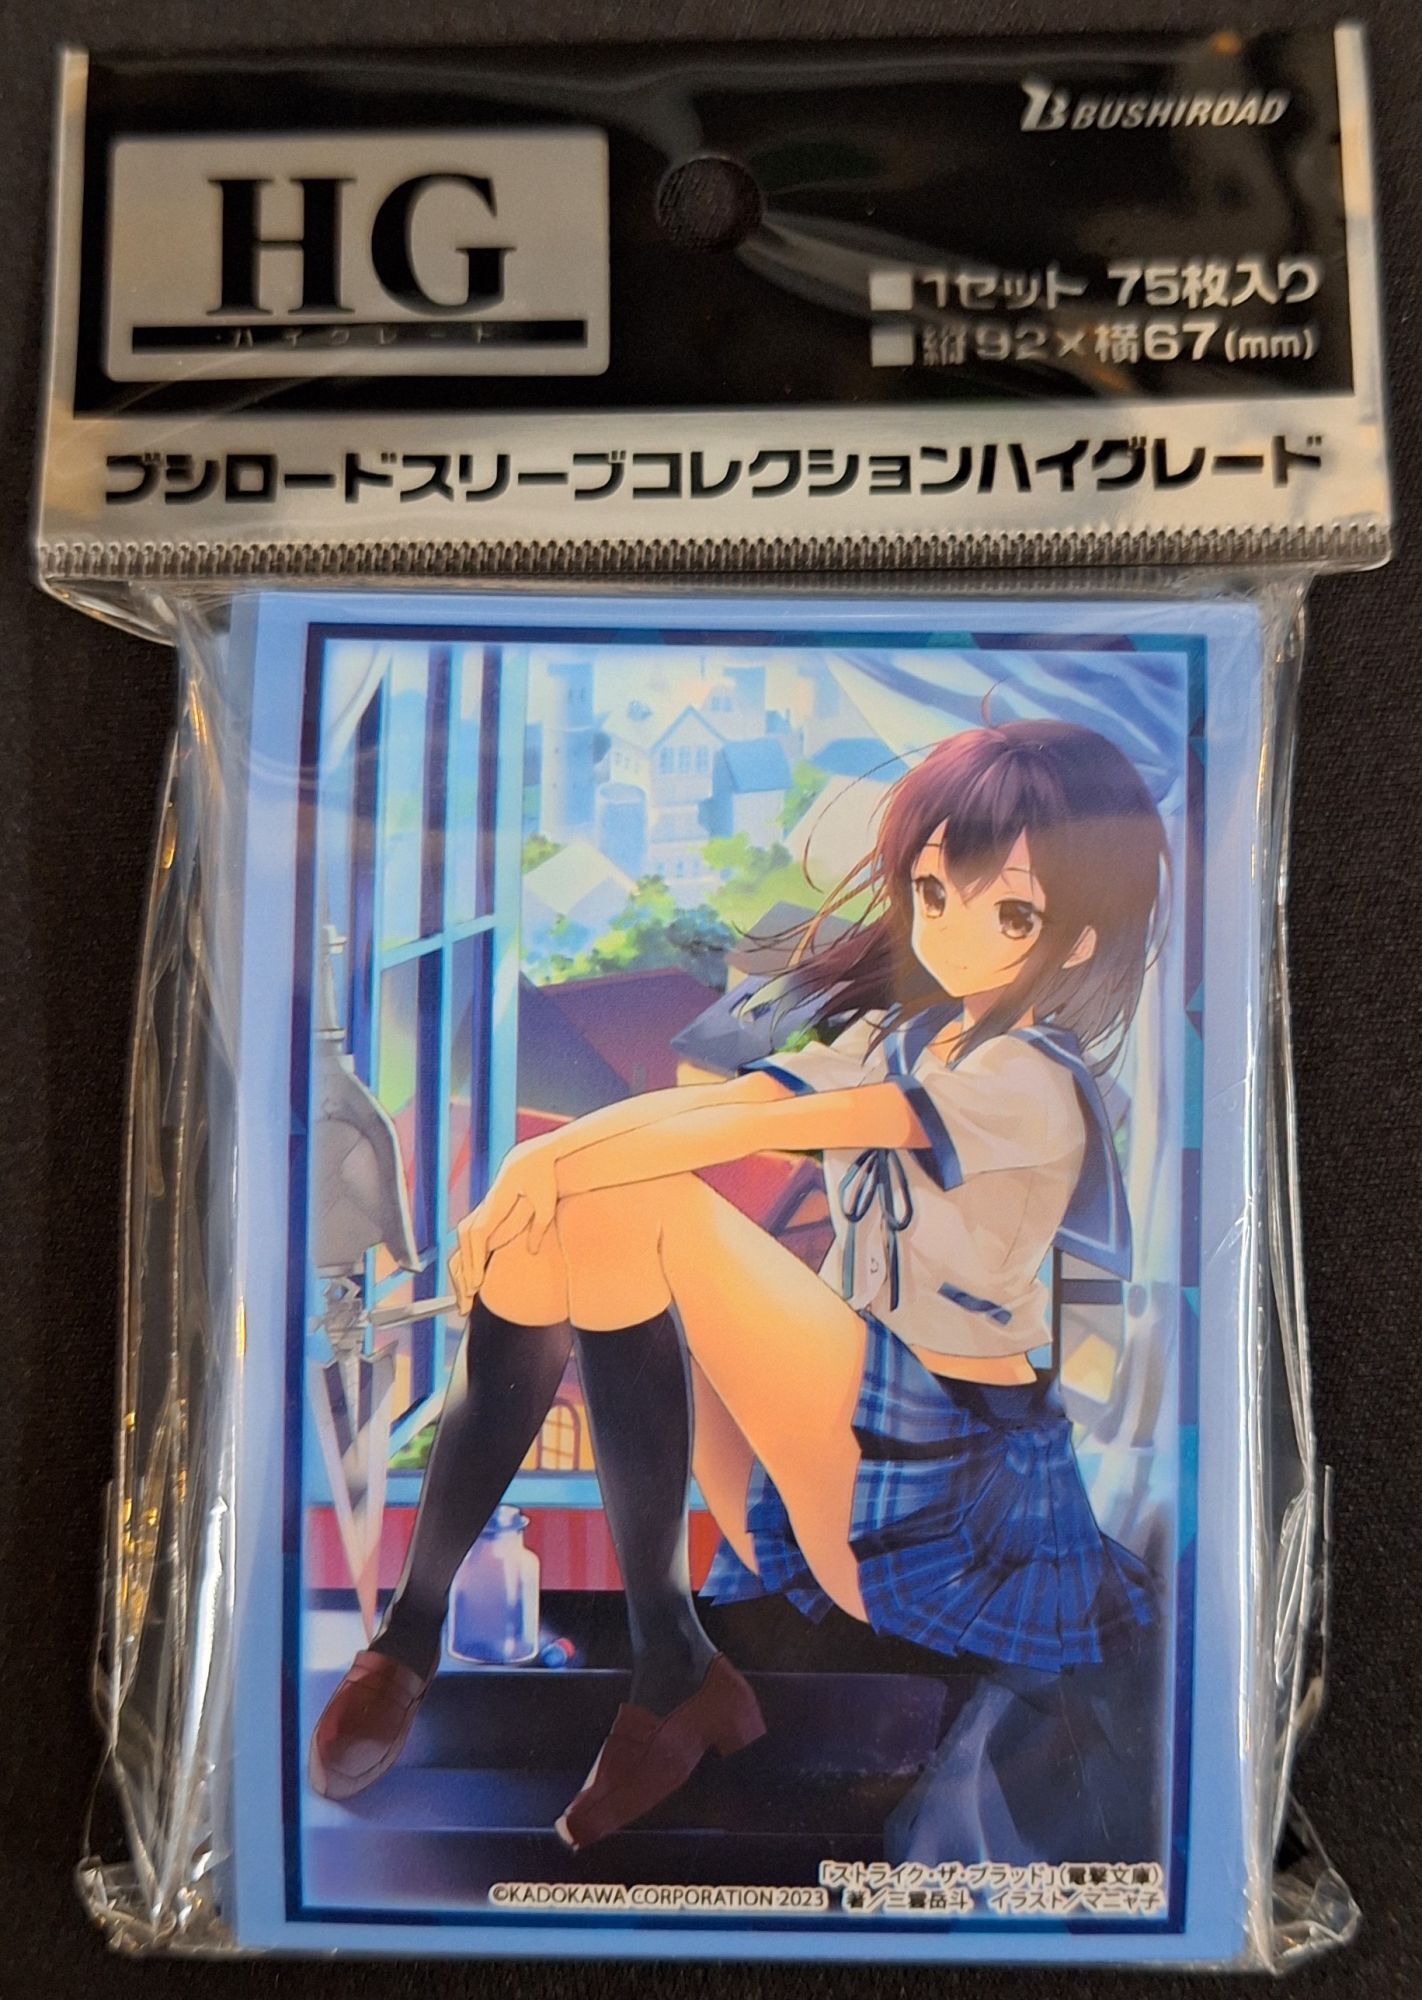 BUSHIROAD
HG
ハイグレード
■1セット 75枚入り
■縦92×横67(mm)
ブシロードスリーブコレクションハイグレード
「ストライク・ザ・ブラッド」(電撃文庫)
©KADOKAWA CORPORATION 2023 著/三雲岳斗 イラスト/マニャ子